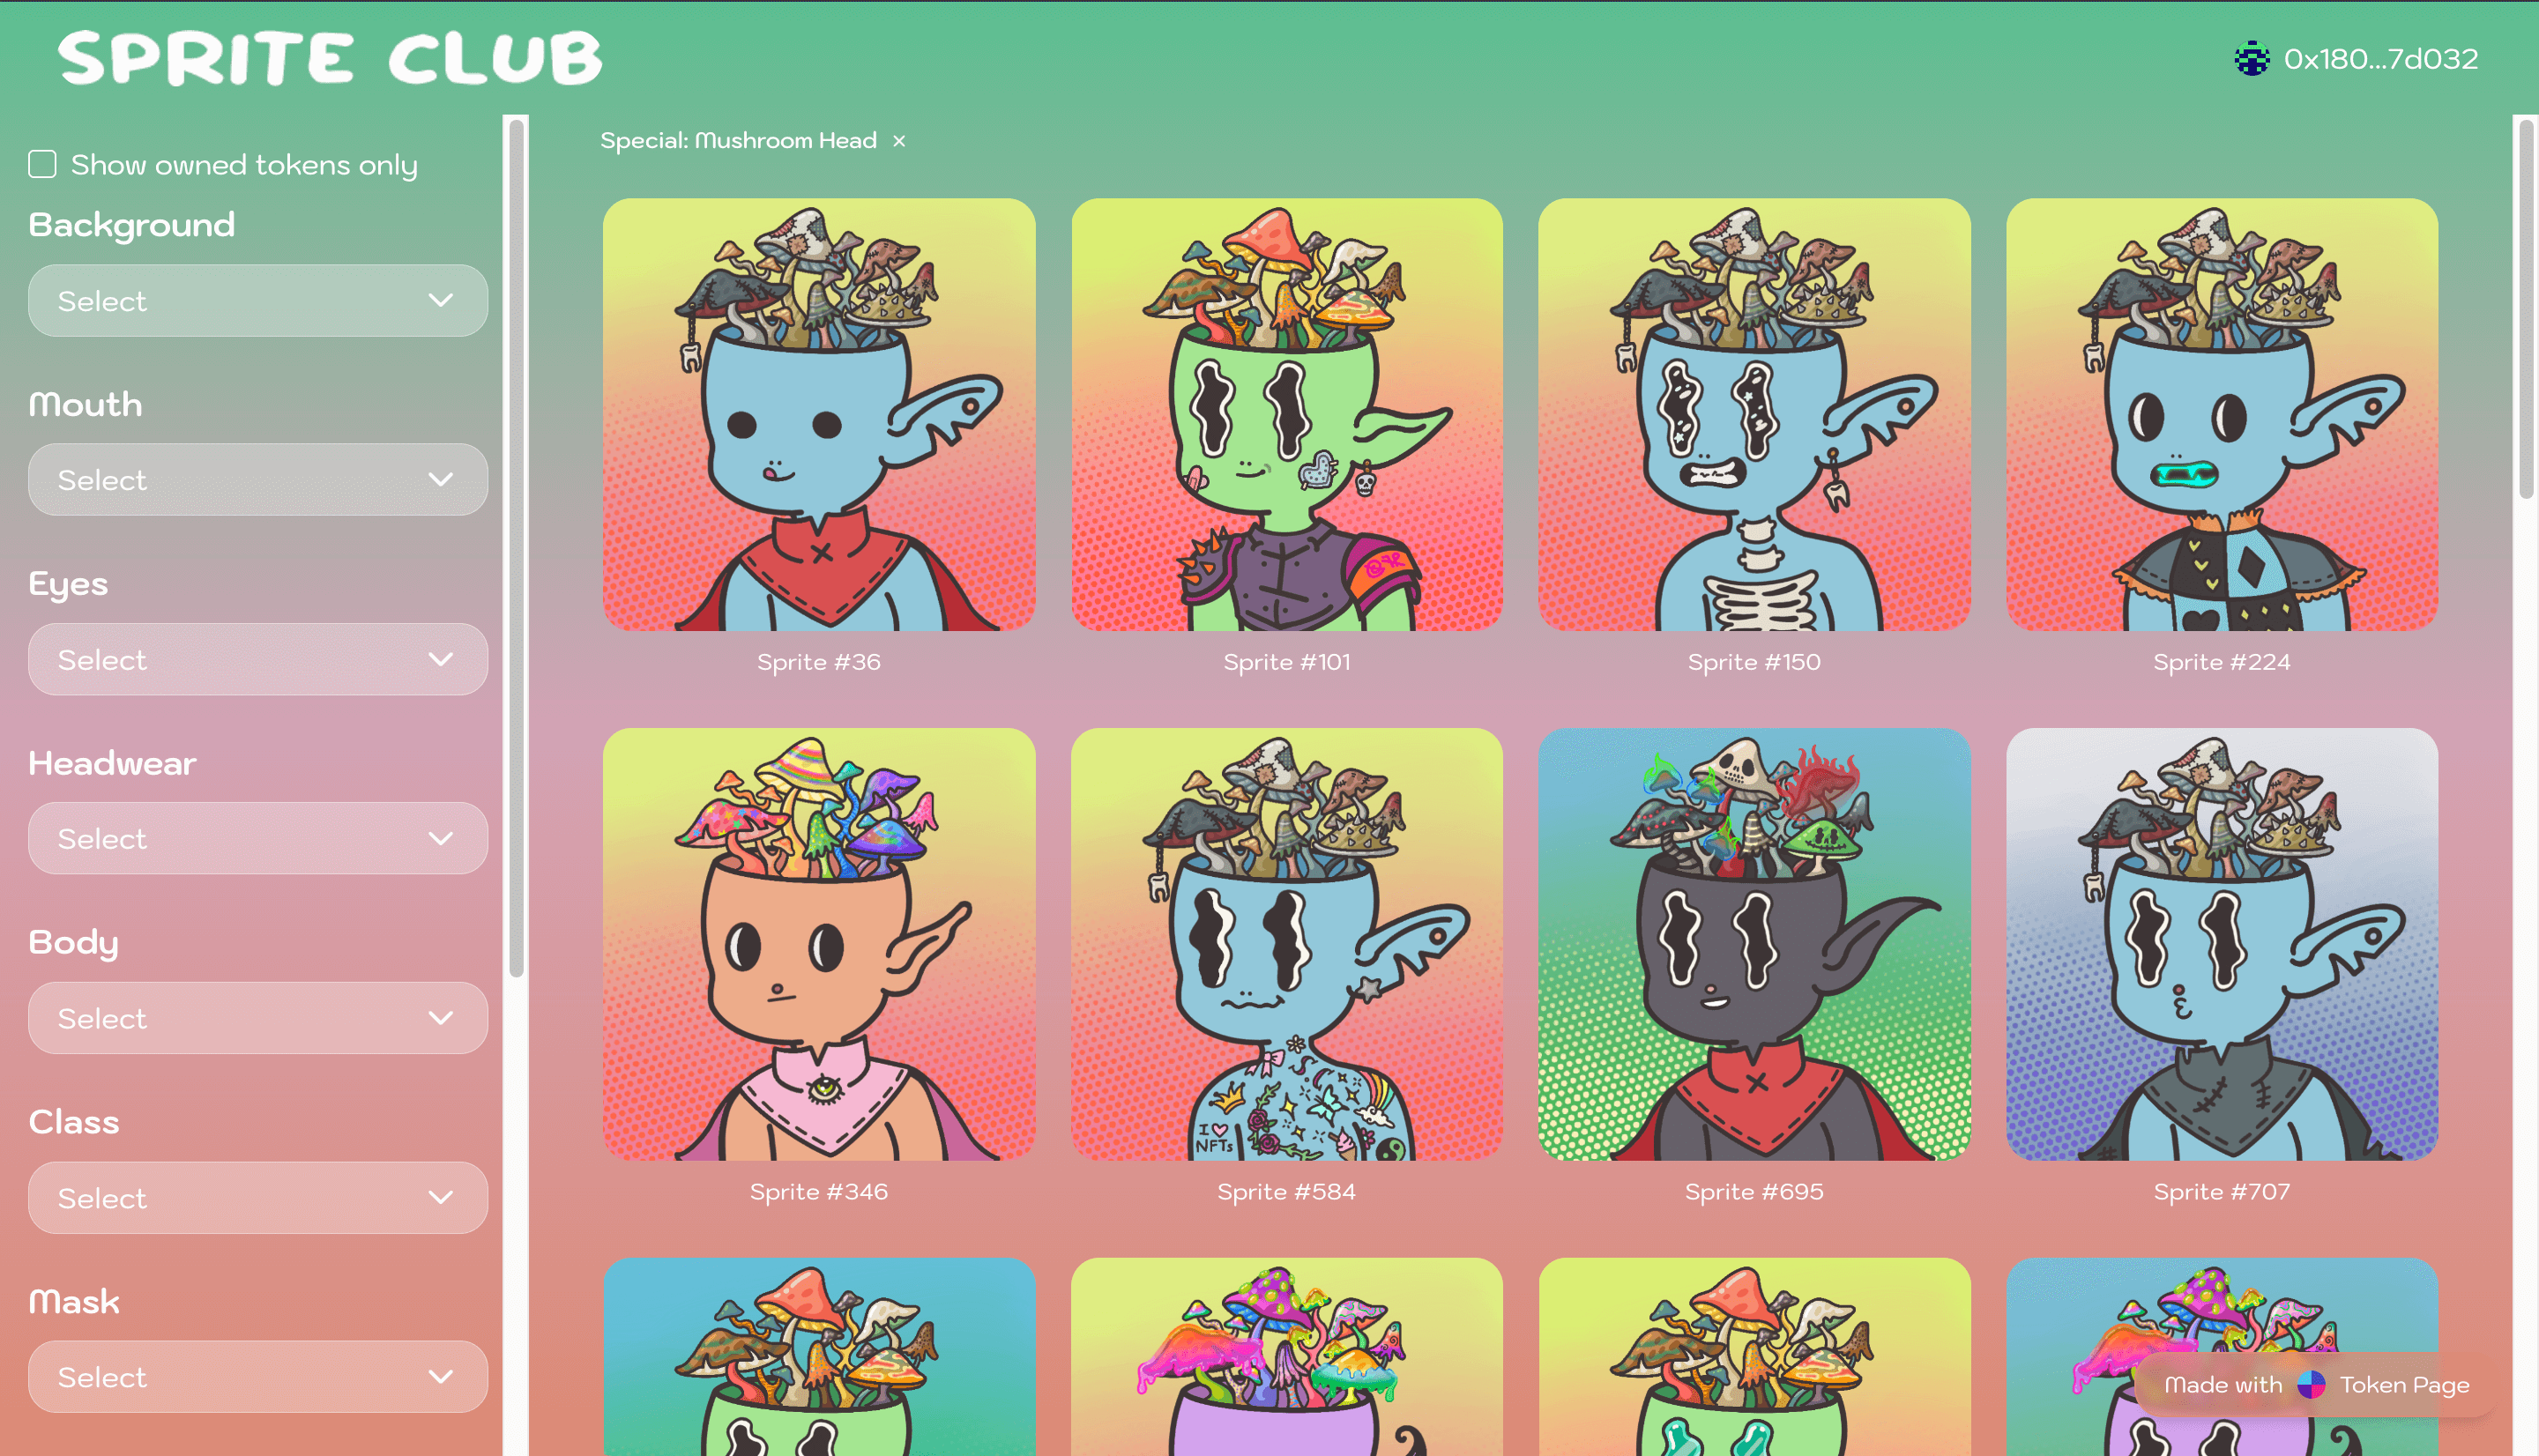 SPRITE CLUB
0x180...7d032
Show owned tokens only
Background
Select
Mouth
Select
Eyes
Select
Headwear
Select
Body
Select
Class
Select
Mask
Select
Special: Mushroom Head ×
Sprite #36
Sprite #101
Sprite #150
Sprite #224
I
NFTs
Sprite #346
Sprite #584
Sprite #695
Sprite #707
Made with Token Page